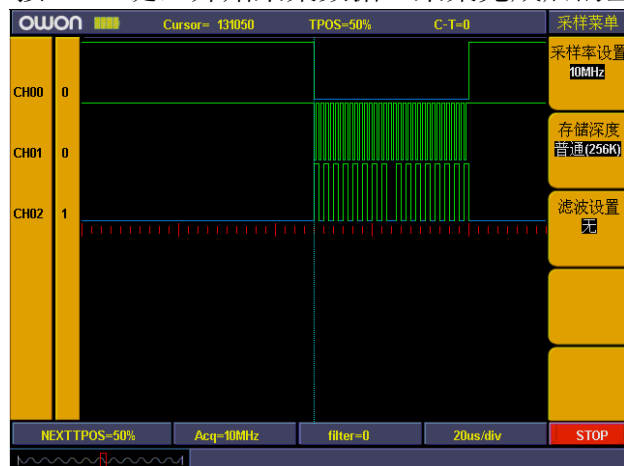 owon Cursor= 131050 TPOS=50% C-T=0 采样菜单
采样率设置
10MHz
CH00 0
存储深度
普通(256K)
CH01 0
滤波设置
无
CH02 1
NEXTTPOS=50% Acq=10MHz filter=0 20us/div STOP